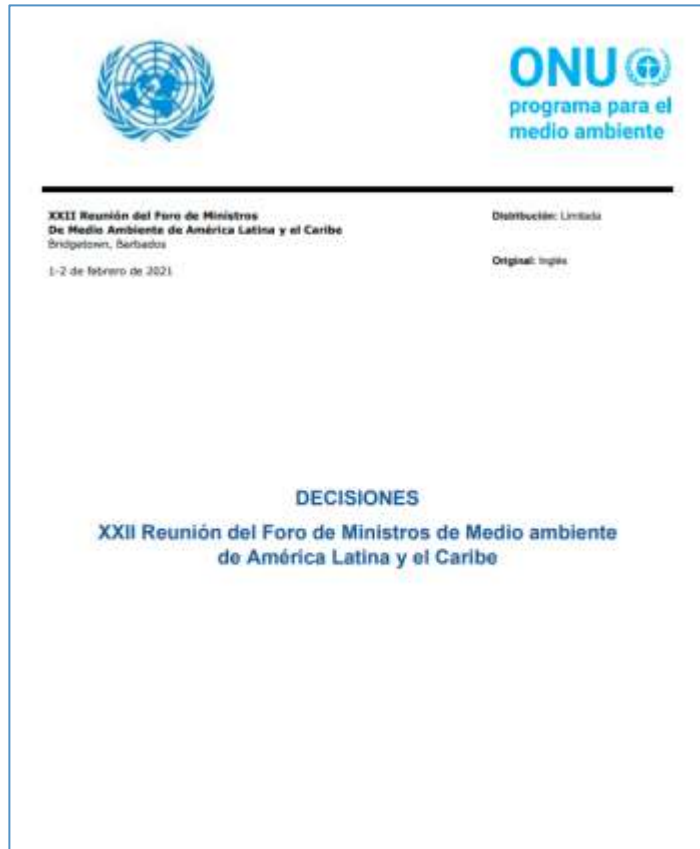 ONU
programa para el
medio ambiente
XXII Reunión del Foro de Ministros
De Medio Ambiente de América Latina y el Caribe
Bridgetown, Barbados
1-2 de febrero de 2021
Distribución: Limitada
Original: Inglés
DECISIONES
XXII Reunión del Foro de Ministros de Medio ambiente
de América Latina y el Caribe